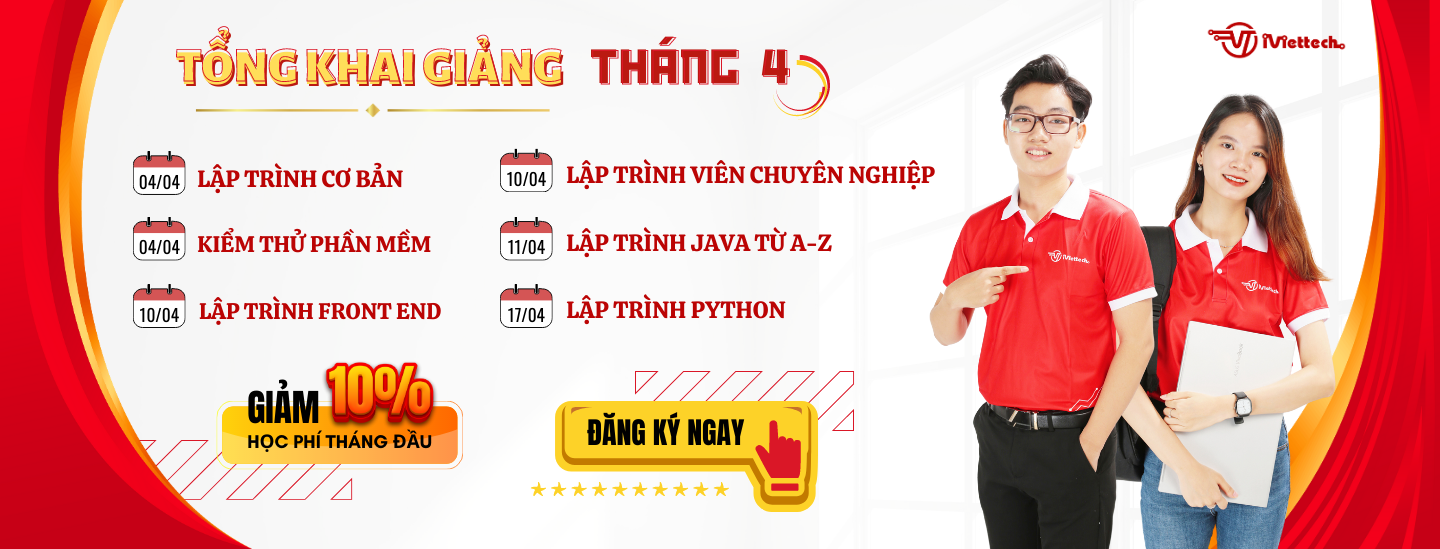 TỔNG KHAI GIẢNG THÁNG 4
iViettech
04/04 LẬP TRÌNH CƠ BẢN
10/04 LẬP TRÌNH VIÊN CHUYÊN NGHIỆP
04/04 KIỂM THỬ PHẦN MỀM
11/04 LẬP TRÌNH JAVA TỪ A-Z
10/04 LẬP TRÌNH FRONT END
17/04 LẬP TRÌNH PYTHON
iViettech
iViettech
GIẢM 10%
HỌC PHÍ THÁNG ĐẦU
ĐĂNG KÝ NGAY